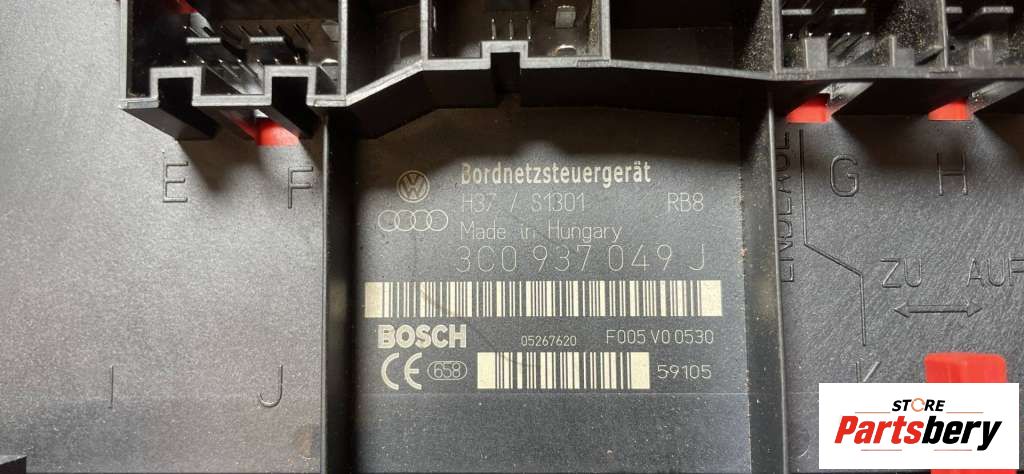 E F
Bordnetzsteuergerät
H37 / S1301 RB8
Made in Hungary
3C0 937 049 J
BOSCH 05267620 F005 V0 0530
CE 658 59105
I J
ENDLAGE
G H
ZU AUF
K
STORE
Partsbery